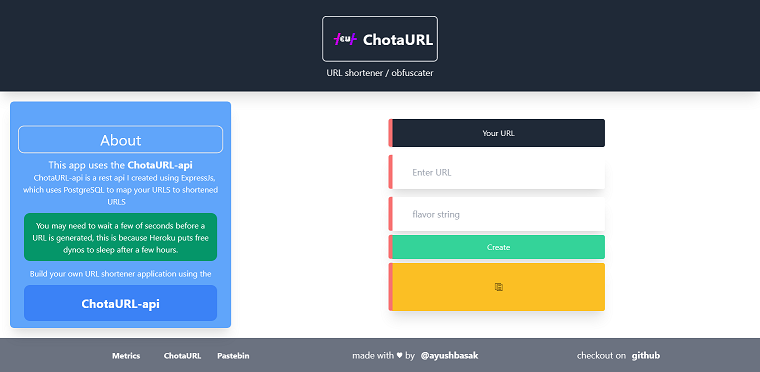 ChotaURL
URL shortener / obfuscater
About
This app uses the ChotaURL-api
ChotaURL-api is a rest api I created using ExpressJs,
which uses PostgreSQL to map your URLS to shortened
URLS
You may need to wait a few of seconds before a
URL is generated, this is because Heroku puts free
dynos to sleep after a few hours.
Build your own URL shortener application using the
ChotaURL-api
Your URL
Enter URL
flavor string
Create
Metrics ChotaURL Pastebin made with ♥ by @ayushbasak checkout on github